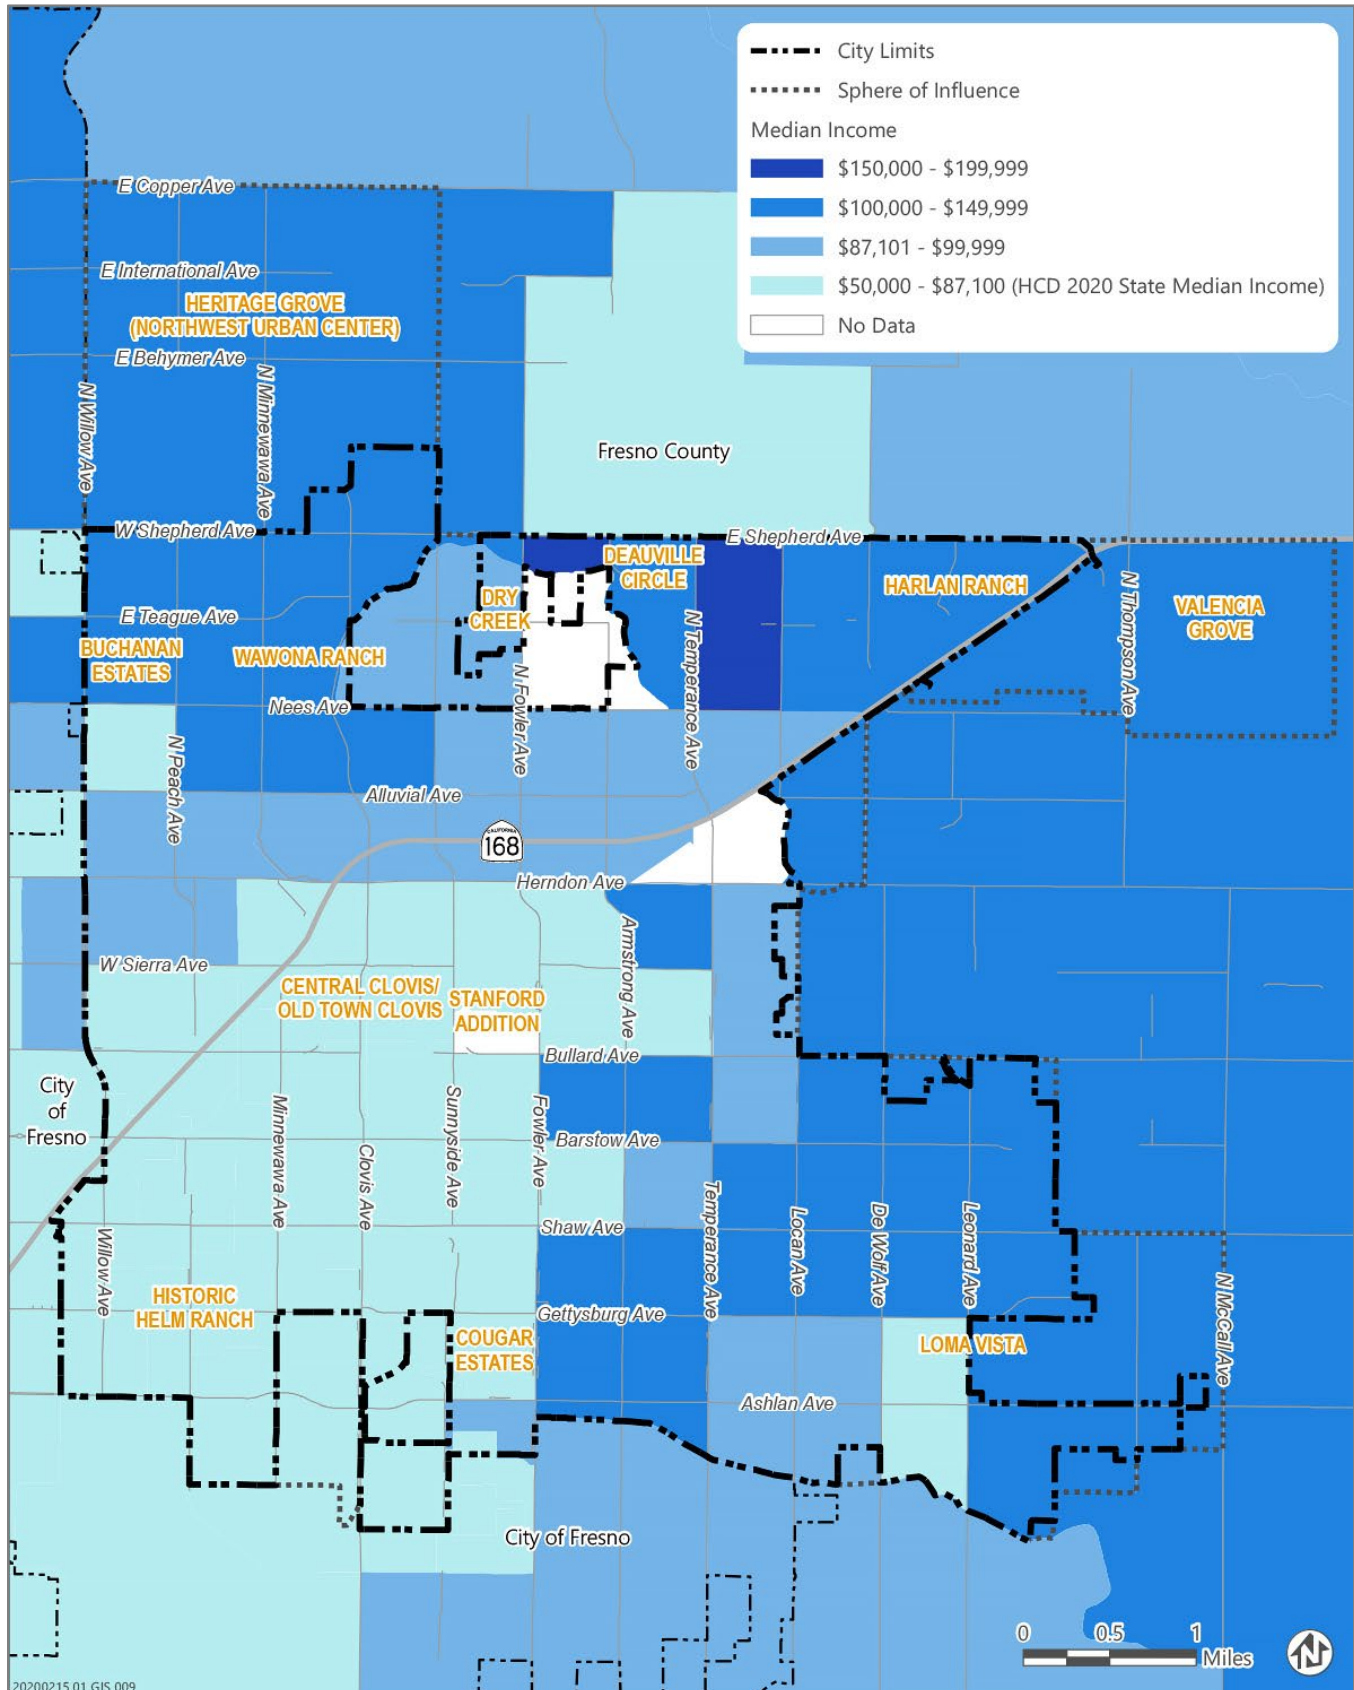 City Limits
Sphere of Influence
Median Income
$150,000 - $199,999
$100,000 - $149,999
$87,101 - $99,999
$50,000 - $87,100 (HCD 2020 State Median Income)
No Data
E Copper Ave
E International Ave
HERITAGE GROVE
(NORTHWEST URBAN CENTER)
E Behymer Ave
N Willow Ave
N Minnewawa Ave
Fresno County
W Shepherd Ave
E Shepherd Ave
DEAUVILLE
CIRCLE
HARLAN RANCH
DRY
CREEK
N Thompson Ave
VALENCIA
GROVE
E Teague Ave
BUCHANAN
ESTATES
WAWONA RANCH
N Temperance Ave
N Fowler Ave
Nees Ave
N Peach Ave
Alluvial Ave
CALIFORNIA
168
Herndon Ave
Armstrong Ave
W Sierra Ave
CENTRAL CLOVIS/
OLD TOWN CLOVIS
STANFORD
ADDITION
Bullard Ave
City
of
Fresno
Minnewawa Ave
Clovis Ave
Sunnyside Ave
Fowler Ave
Barstow Ave
Shaw Ave
Temperance Ave
Locan Ave
De Wolf Ave
Leonard Ave
Willow Ave
HISTORIC
HELM RANCH
Gettysburg Ave
COUGAR
ESTATES
LOMA VISTA
N McCall Ave
Ashlan Ave
City of Fresno
0 0.5 1
Miles
N
20200215.01 GIS 009